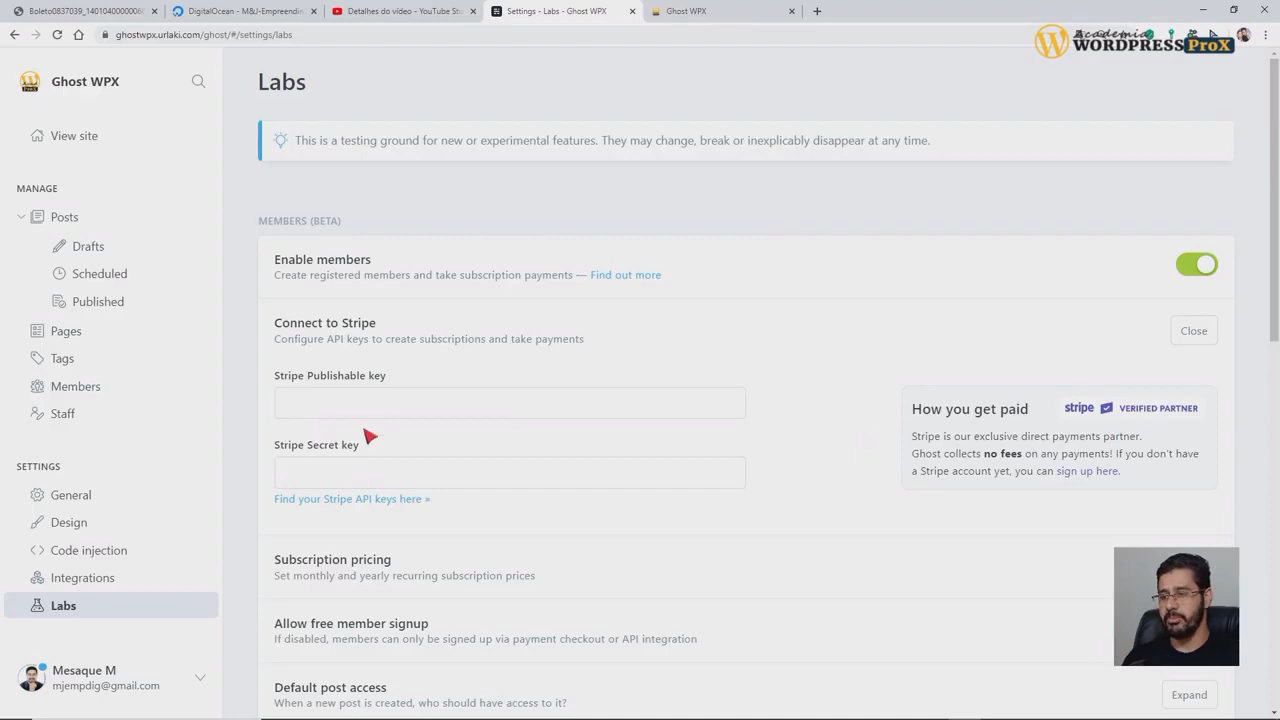 Boleto0837039_1401040000006
DigitalOcean - M&J-Empreendin
Detalhes do vídeo - YouTube Stu
Settings - Labs - Ghost WPX
Ghost WPX
ghostwpx.urlaki.com/ghost/#/settings/labs
Academia
WORDPRESS ProX
Ghost WPX
View site
MANAGE
Posts
Drafts
Scheduled
Published
Pages
Tags
Members
Staff
SETTINGS
General
Design
Code injection
Integrations
Labs
Mesaque M
mjempdig@gmail.com
Labs
This is a testing ground for new or experimental features. They may change, break or inexplicably disappear at any time.
MEMBERS (BETA)
Enable members
Create registered members and take subscription payments — Find out more
Connect to Stripe
Configure API keys to create subscriptions and take payments
Close
Stripe Publishable key
Stripe Secret key
Find your Stripe API keys here »
How you get paid
stripe VERIFIED PARTNER
Stripe is our exclusive direct payments partner.
Ghost collects no fees on any payments! If you don't have
a Stripe account yet, you can sign up here.
Subscription pricing
Set monthly and yearly recurring subscription prices
Allow free member signup
If disabled, members can only be signed up via payment checkout or API integration
Default post access
When a new post is created, who should have access to it?
Expand